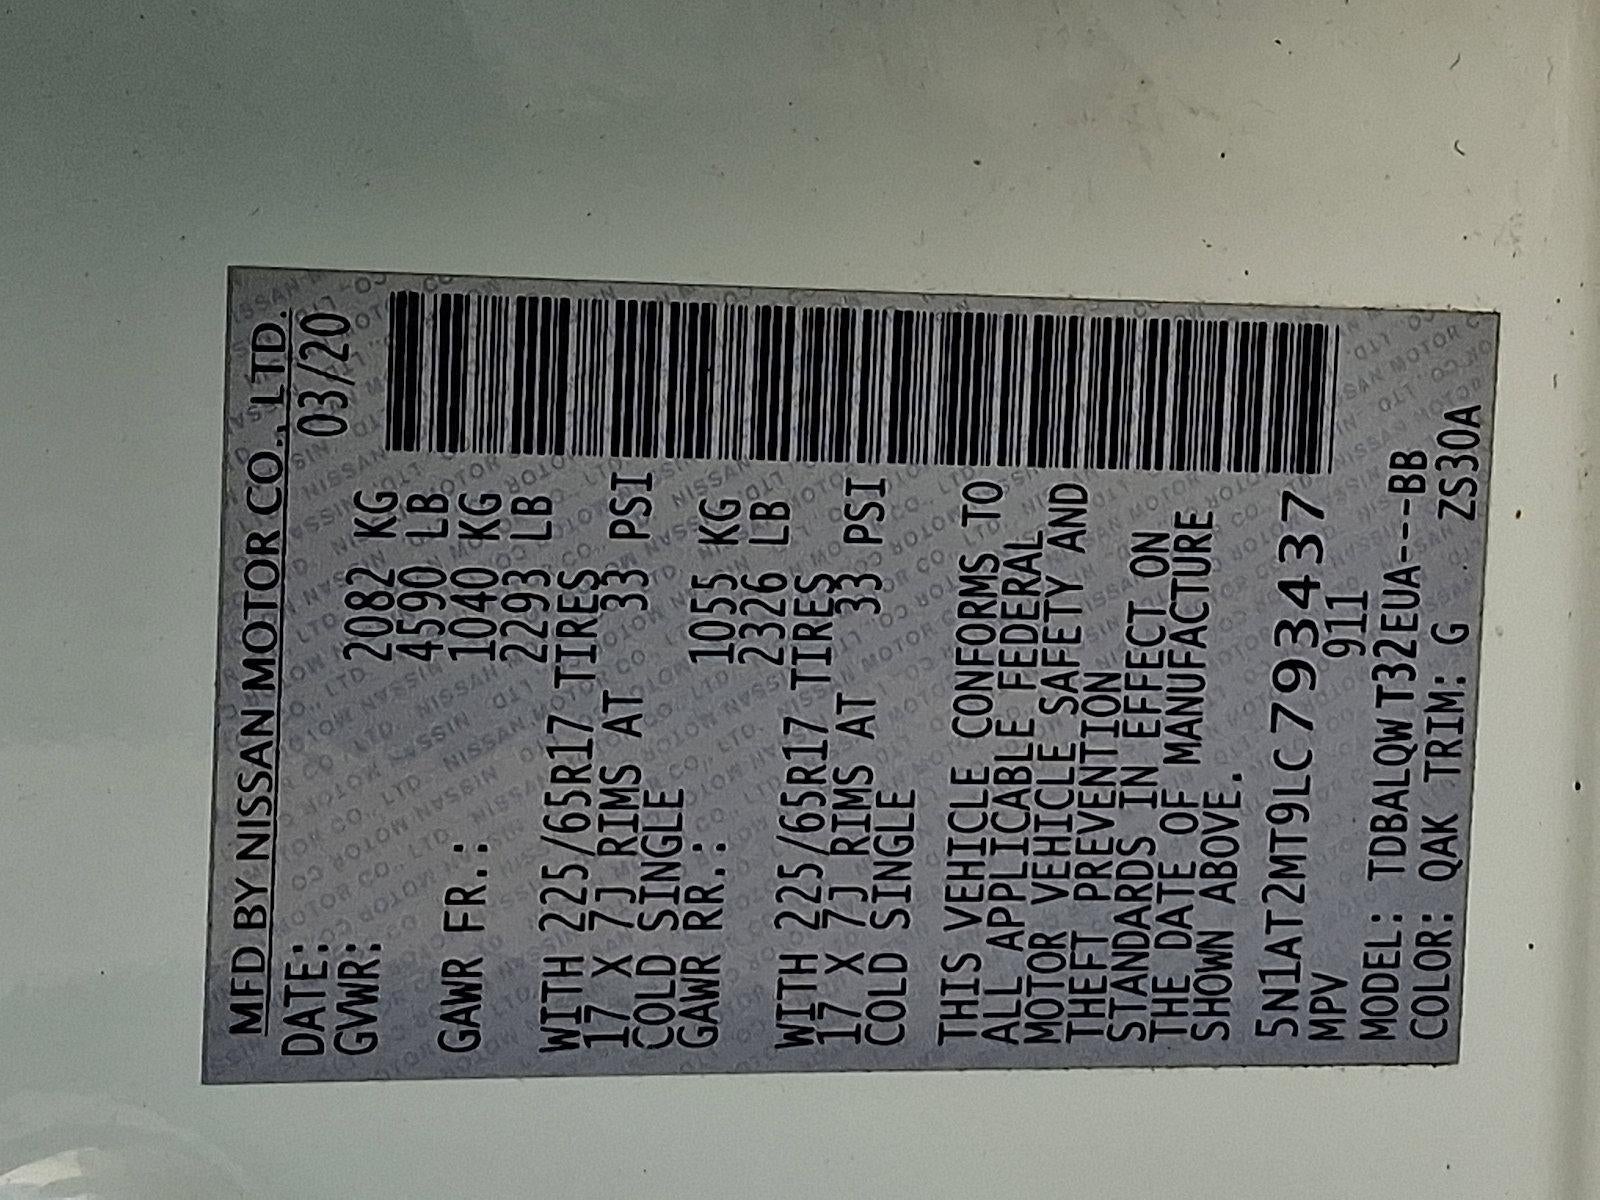 MFD BY NISSAN MOTOR CO., LTD.
DATE: 03/20
GVWR: 2082 KG
4590 LB
GAWR FR.: 1040 KG
2293 LB
WITH 225/65R17 TIRES
17 X 7J RIMS AT 33 PSI
COLD SINGLE
GAWR RR.: 1055 KG
2326 LB
WITH 225/65R17 TIRES
17 X 7J RIMS AT 33 PSI
COLD SINGLE
THIS VEHICLE CONFORMS TO
ALL APPLICABLE FEDERAL
MOTOR VEHICLE SAFETY AND
THEFT PREVENTION
STANDARDS IN EFFECT ON
THE DATE OF MANUFACTURE
SHOWN ABOVE.
5N1AT2MT9LC793437
MPV 911
MODEL: TDBALQWT32EUA---BB
COLOR: QAK TRIM: G ZS30A